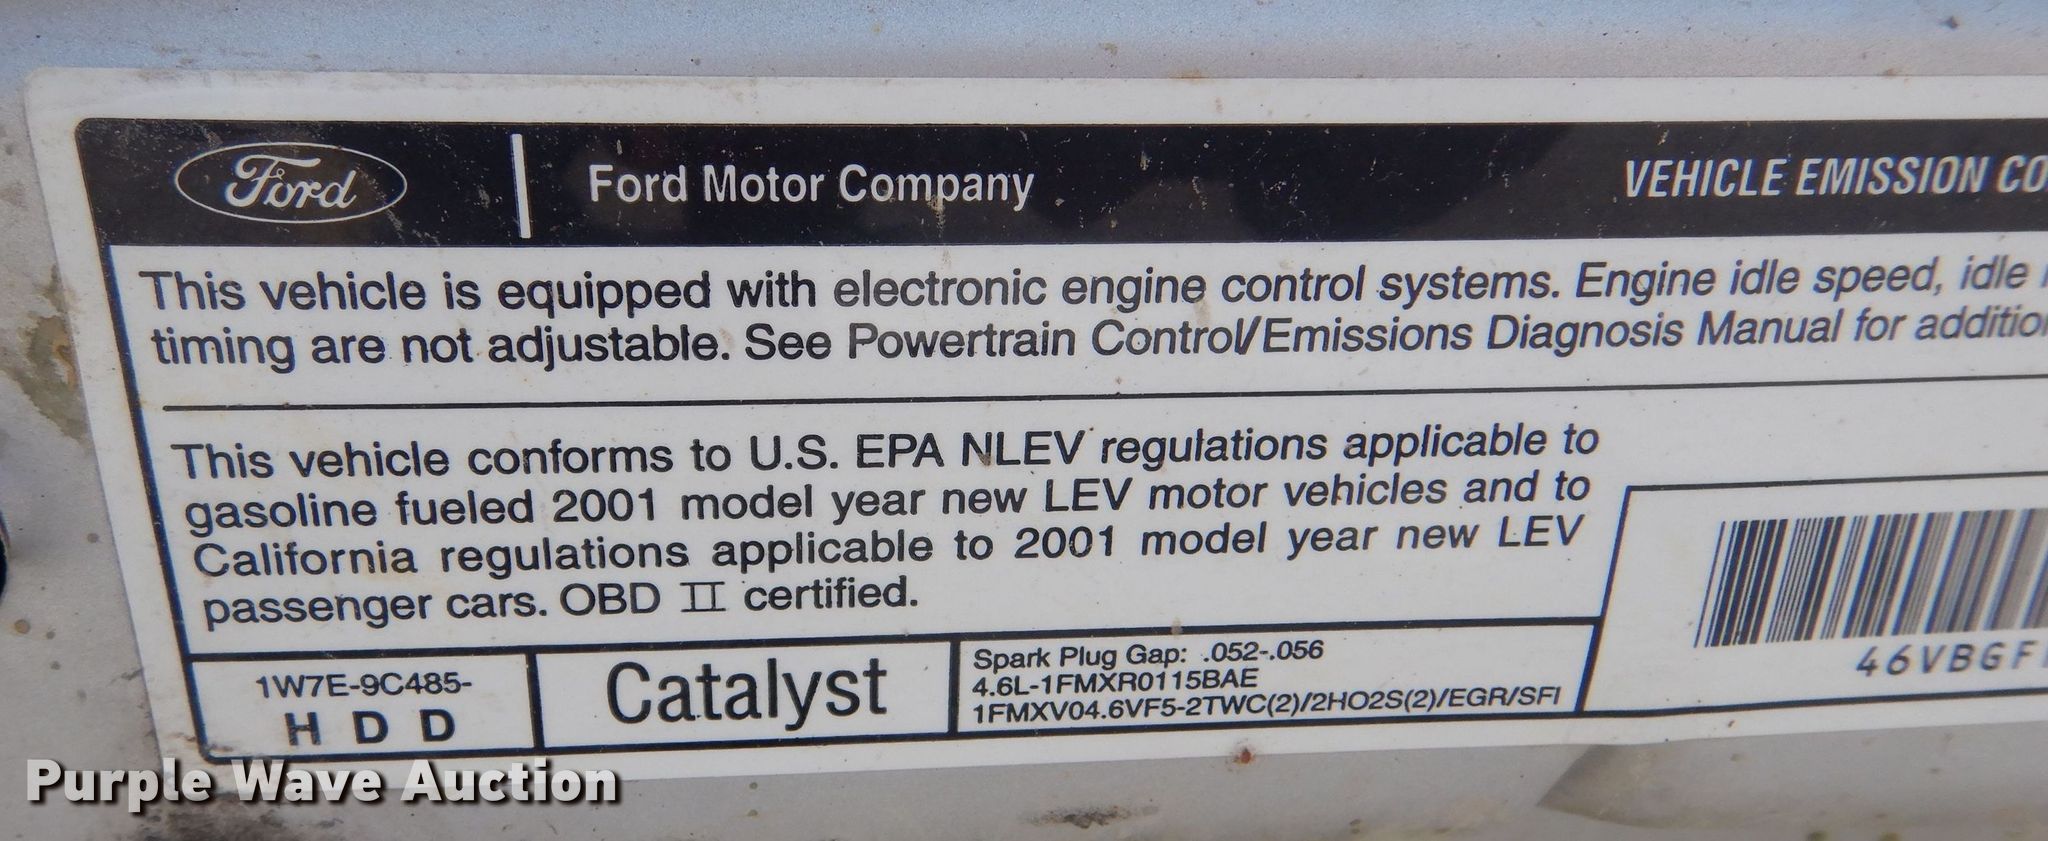 Ford Ford Motor Company VEHICLE EMISSION
This vehicle is equipped with electronic engine control systems. Engine idle speed, idle
timing are not adjustable. See Powertrain Control/Emissions Diagnosis Manual for
This vehicle conforms to U.S. EPA NLEV regulations applicable to
gasoline fueled 2001 model year new LEV motor vehicles and to
California regulations applicable to 2001 model year new LEV
passenger cars. OBD II certified.
1W7E-9C485-
H D D
Catalyst
Spark Plug Gap: .052-.056
4.6L-1FMXR0115BAE
1FMXV04.6VF5-2TWC(2)/2HO2S(2)/EGR/SFI
46VBGF
Purple Wave Auction